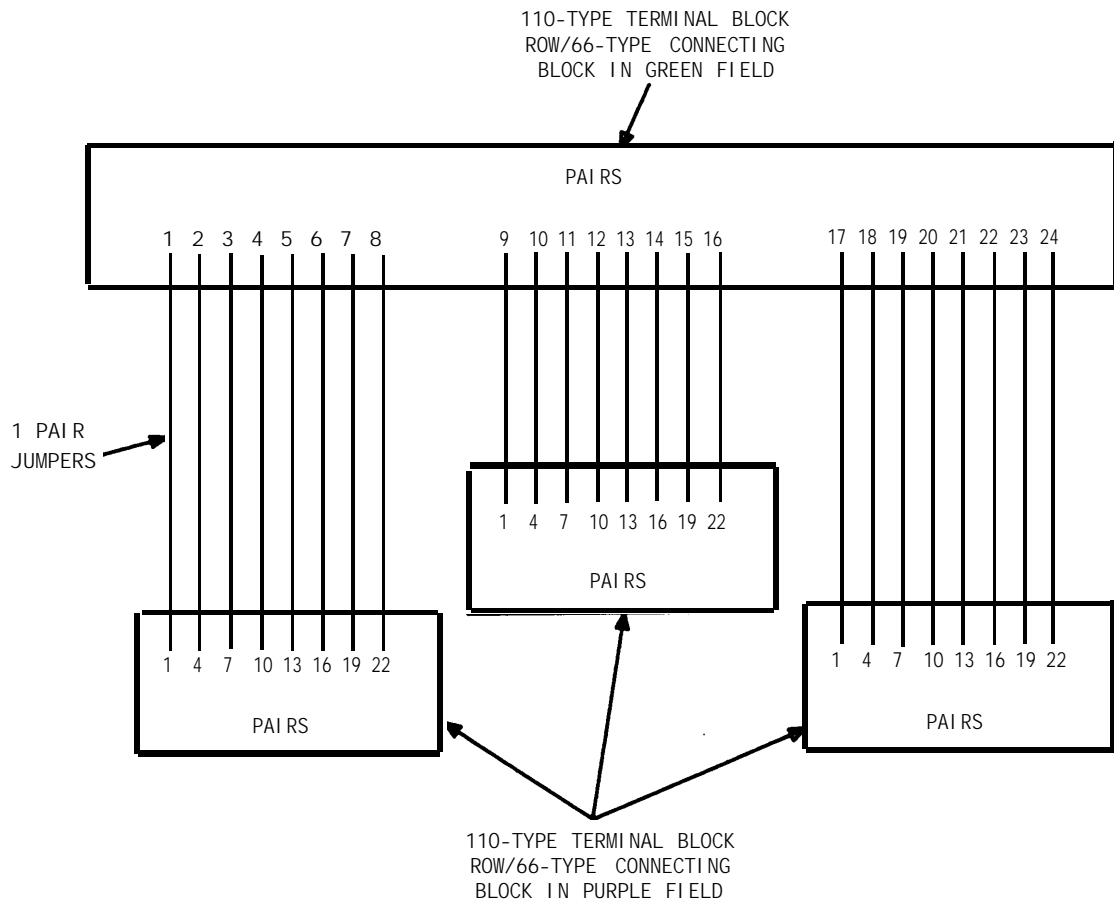 110-TYPE TERMINAL BLOCK
ROW/66-TYPE CONNECTING
BLOCK IN GREEN FIELD
PAIRS
1 2 3 4 5 6 7 8
9 10 11 12 13 14 15 16
17 18 19 20 21 22 23 24
1 PAIR
JUMPERS
1 4 7 10 13 16 19 22
PAIRS
1 4 7 10 13 16 19 22
PAIRS
1 4 7 10 13 16 19 22
PAIRS
110-TYPE TERMINAL BLOCK
ROW/66-TYPE CONNECTING
BLOCK IN PURPLE FIELD